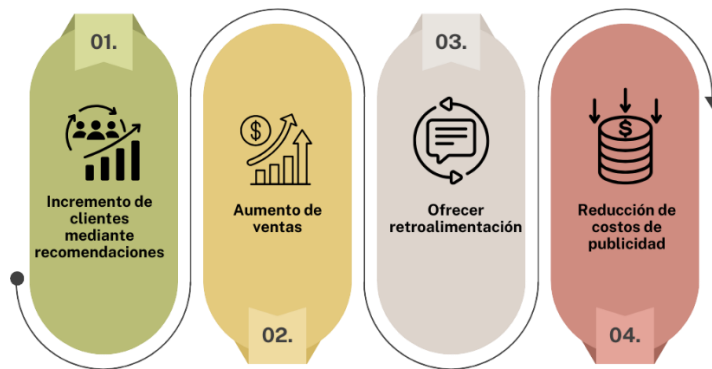 01.
Incremento de
clientes
mediante
recomendaciones
$
Aumento de
ventas
02.
03.
Ofrecer
retroalimentación
$
Reducción de
costos de
publicidad
04.